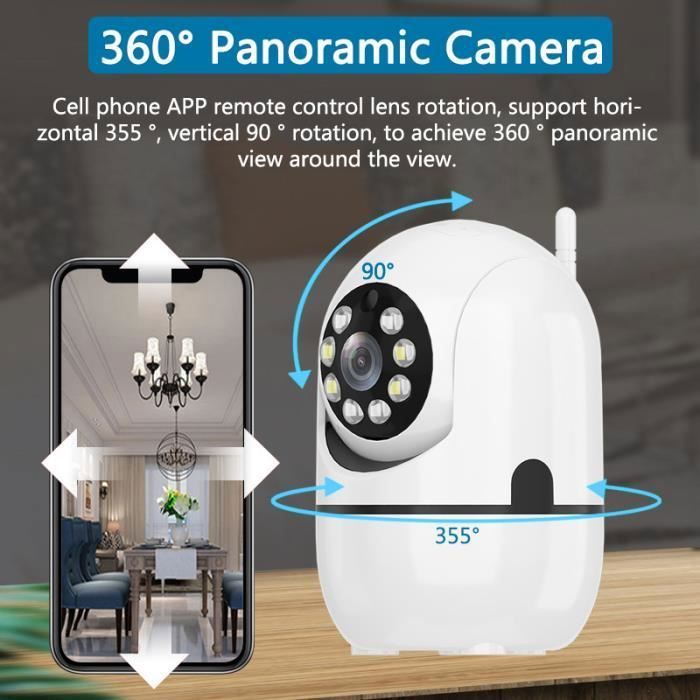 360° Panoramic Camera
Cell phone APP remote control lens rotation, support hori-
zontal 355 °, vertical 90 ° rotation, to achieve 360 ° panoramic
view around the view.
90°
355°